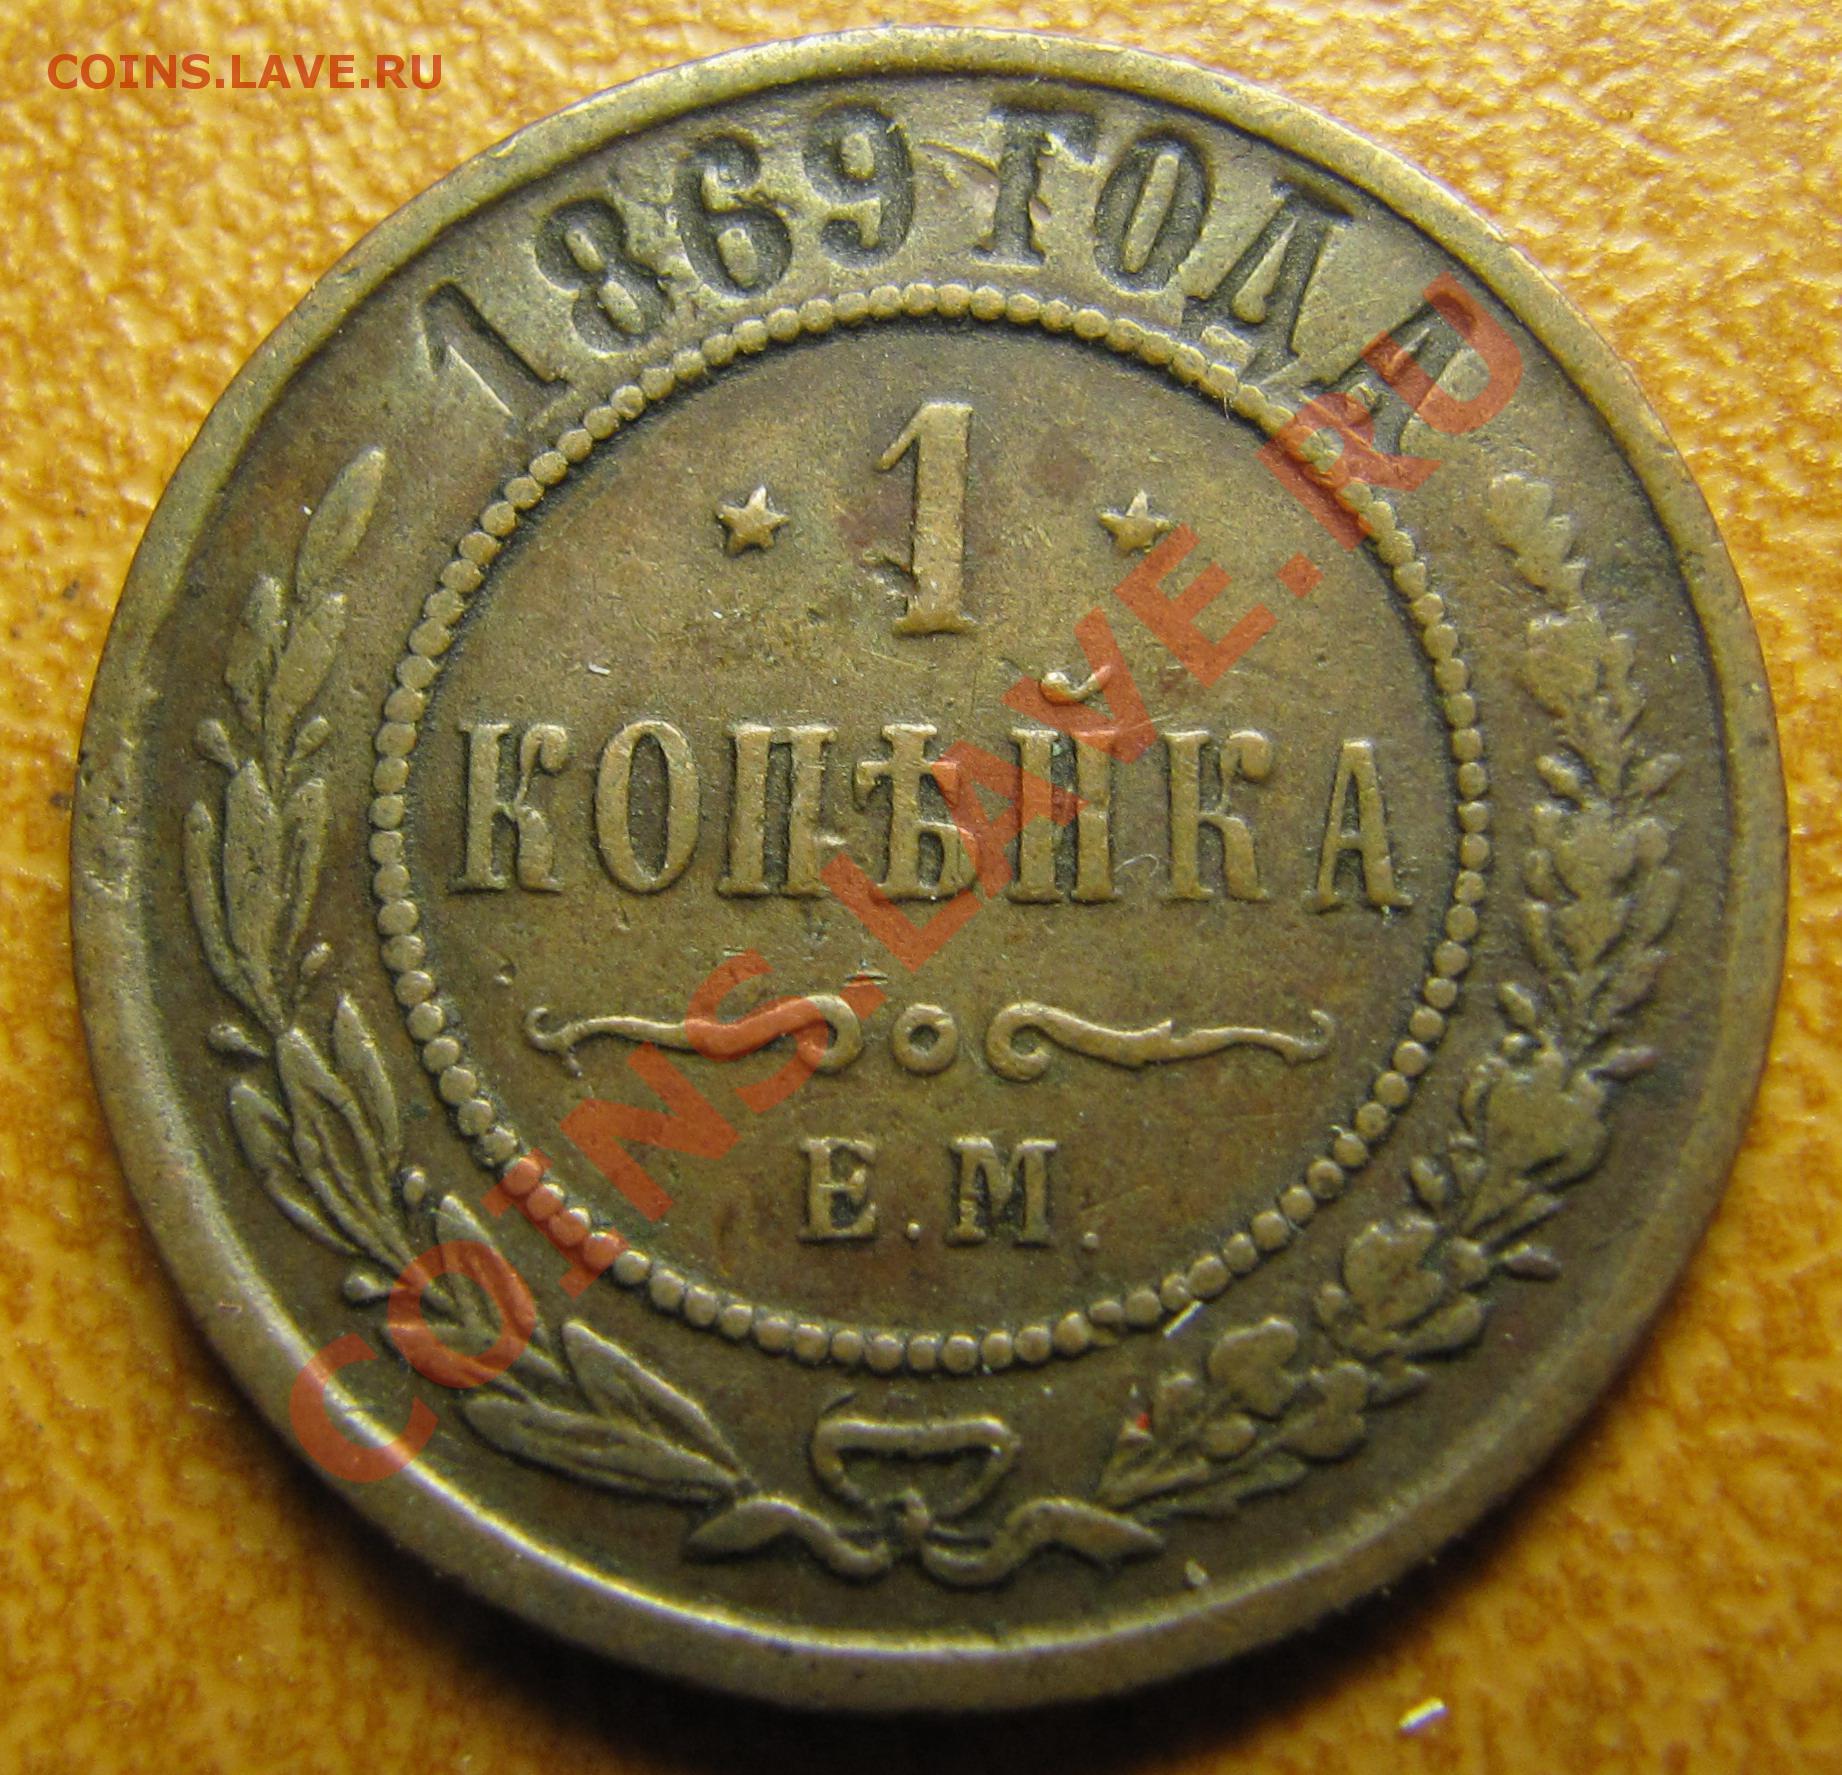 COINS.LAVE.RU
1869 ГОДА
1
КОПѢЙКА
Е.М.
COINS.LAVE.RU